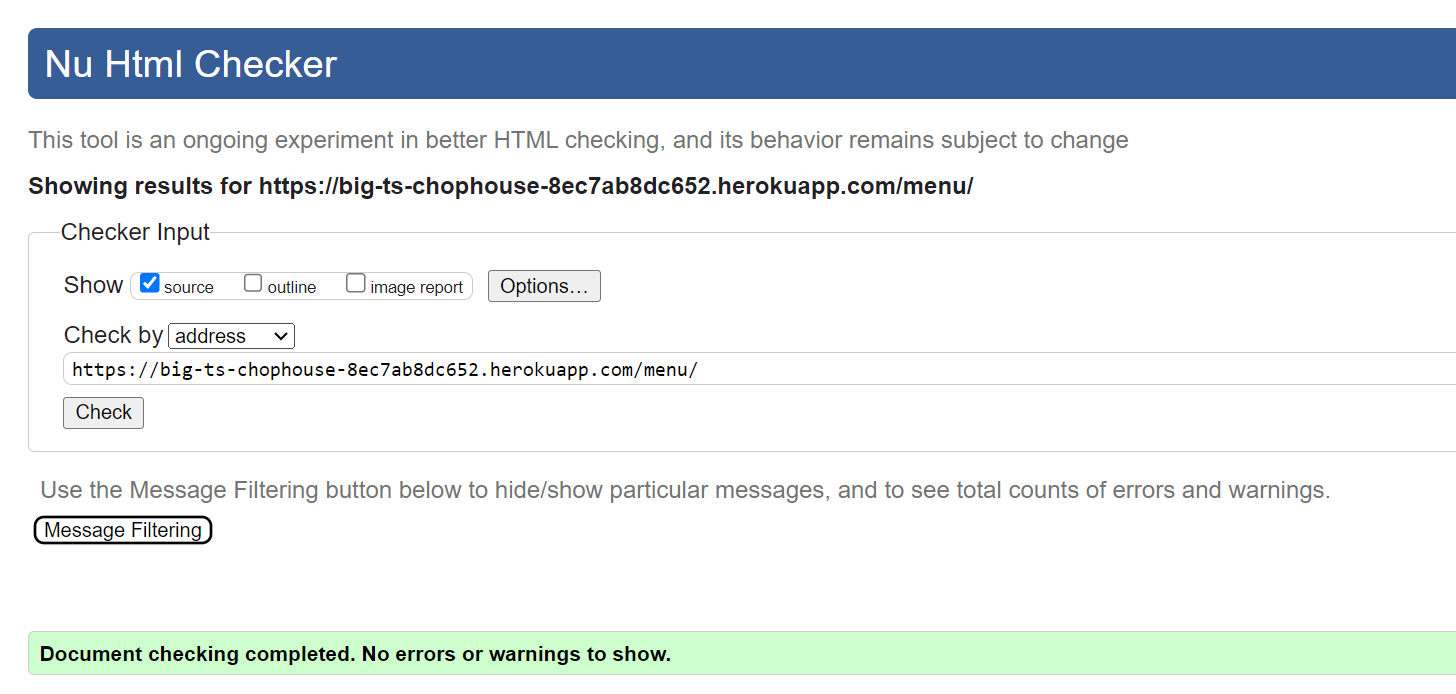 Nu Html Checker
This tool is an ongoing experiment in better HTML checking, and its behavior remains subject to change
Showing results for https://big-ts-chophouse-8ec7ab8dc652.herokuapp.com/menu/
Checker Input
Show source outline image report Options…
Check by address
https://big-ts-chophouse-8ec7ab8dc652.herokuapp.com/menu/
Check
Use the Message Filtering button below to hide/show particular messages, and to see total counts of errors and warnings.
Message Filtering
Document checking completed. No errors or warnings to show.